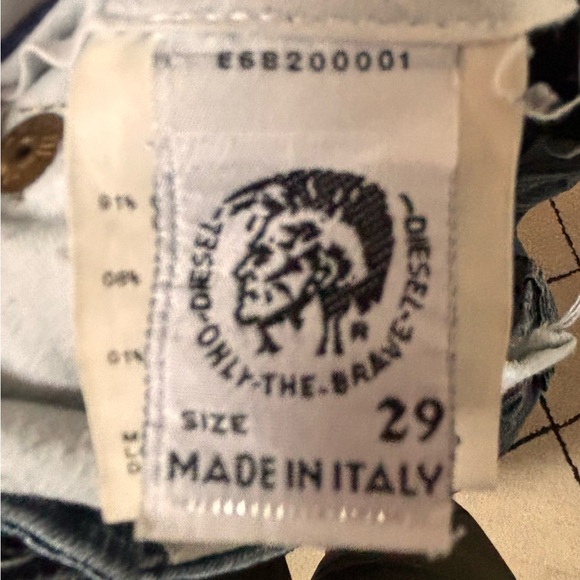 E6B200001
DIESEL-ONLY-THE-BRAVE-DIESEL
R
SIZE 29
MADE IN ITALY